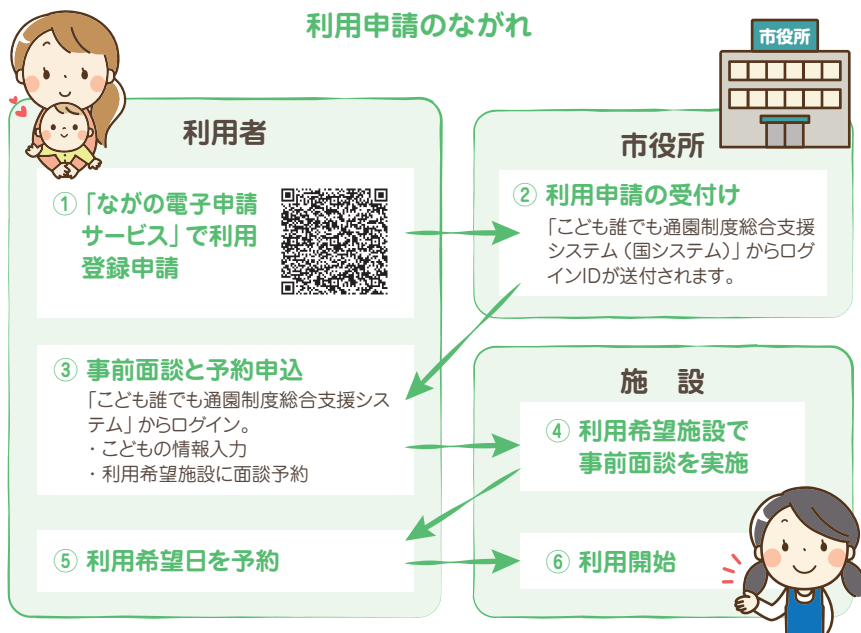 利用申請のながれ
市役所
利用者
①「ながの電子申請
サービス」で利用
登録申請
市役所
② 利用申請の受付け
「こども誰でも通園制度総合支援
システム(国システム)」からログ
インIDが送付されます。
③ 事前面談と予約申込
「こども誰でも通園制度総合支援シス
テム」からログイン。
・こどもの情報入力
・利用希望施設に面談予約
施 設
④ 利用希望施設で
事前面談を実施
⑤ 利用希望日を予約
⑥ 利用開始